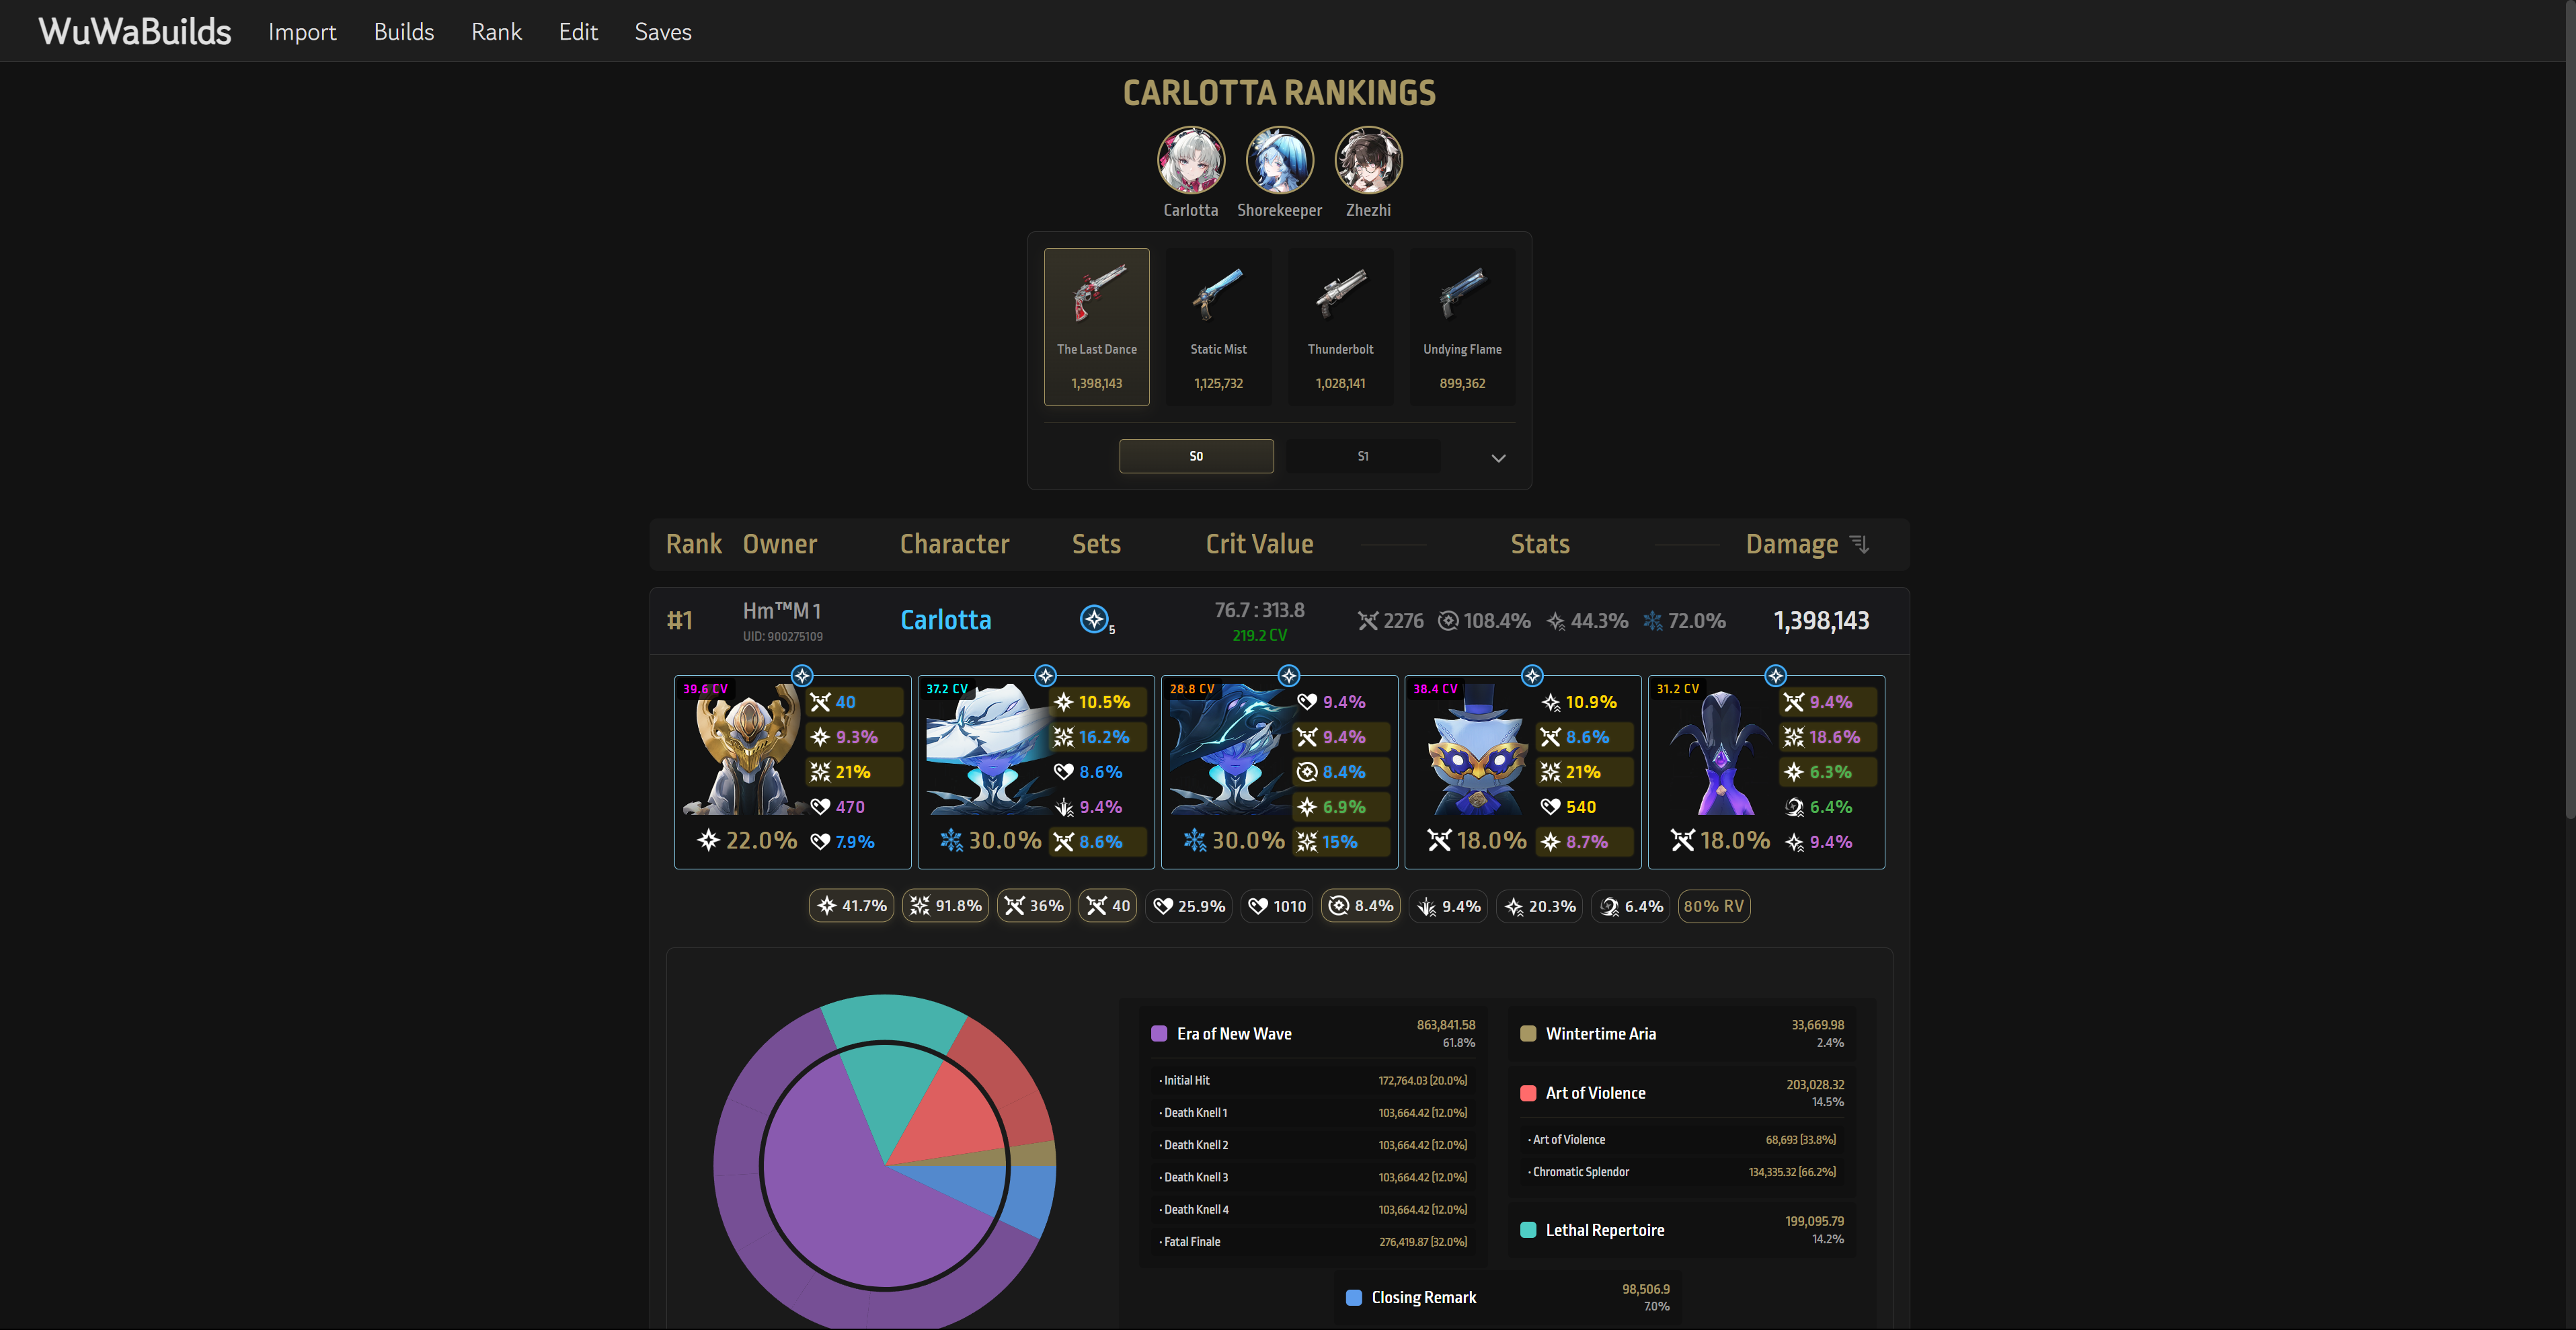 WuWaBuilds Import Builds Rank Edit Saves
CARLOTTA RANKINGS
Carlotta Shorekeeper Zhezhi
The Last Dance Static Mist Thunderbolt Undying Flame
1,398,143 1,125,732 1,028,141 899,362
S0 S1
Rank Owner Character Sets Crit Value Stats Damage
#1 Hm™M 1 Carlotta 5 76.7 : 313.8 2276 108.4% 44.3% 72.0% 1,398,143
UID: 900275109 219.2 CV
39.6 CV 40
9.3%
21%
470
22.0% 7.9%
37.2 CV 10.5%
16.2%
8.6%
9.4%
30.0% 8.6%
28.8 CV 9.4%
9.4%
8.4%
6.9%
30.0% 15%
38.4 CV 10.9%
8.6%
21%
540
18.0% 8.7%
31.2 CV 9.4%
18.6%
6.3%
6.4%
18.0% 9.4%
41.7% 91.8% 36% 40 25.9% 1010 8.4% 9.4% 20.3% 6.4% 80% RV
Era of New Wave 863,841.58
61.8%
· Initial Hit 172,764.03 (20.0%)
· Death Knell 1 103,664.42 (12.0%)
· Death Knell 2 103,664.42 (12.0%)
· Death Knell 3 103,664.42 (12.0%)
· Death Knell 4 103,664.42 (12.0%)
· Fatal Finale 276,419.87 (32.0%)
Wintertime Aria 33,669.98
2.4%
Art of Violence 203,028.32
14.5%
· Art of Violence 68,693 (33.8%)
· Chromatic Splendor 134,335.32 (66.2%)
Lethal Repertoire 199,095.79
14.2%
Closing Remark 98,506.9
7.0%